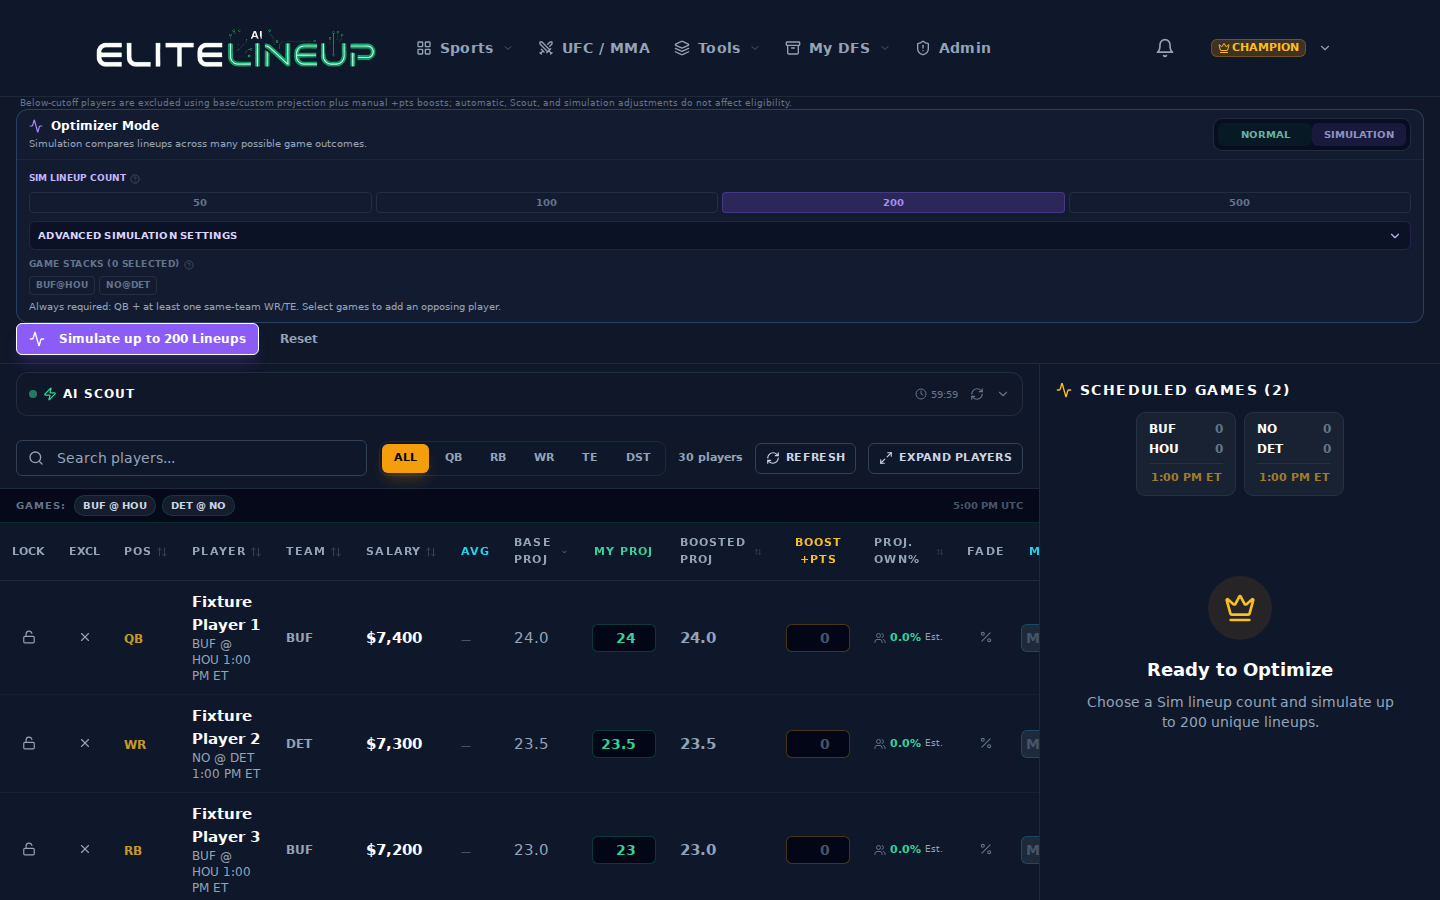 AI
ELITELINEUP
Sports
UFC / MMA
Tools
My DFS
Admin
CHAMPION
Below-cutoff players are excluded using base/custom projection plus manual +pts boosts; automatic, Scout, and simulation adjustments do not affect eligibility.
Optimizer Mode
Simulation compares lineups across many possible game outcomes.
NORMAL
SIMULATION
SIM LINEUP COUNT
50
100
200
500
ADVANCED SIMULATION SETTINGS
GAME STACKS (0 SELECTED)
BUF@HOU
NO@DET
Always required: QB + at least one same-team WR/TE. Select games to add an opposing player.
Simulate up to 200 Lineups
Reset
AI SCOUT
59:59
Search players...
ALL
QB
RB
WR
TE
DST
30 players
REFRESH
EXPAND PLAYERS
GAMES:
BUF @ HOU
DET @ NO
5:00 PM UTC
LOCK
EXCL
POS
PLAYER
TEAM
SALARY
AVG
BASE
PROJ
MY PROJ
BOOSTED
PROJ
BOOST
+PTS
PROJ.
OWN%
FADE
M
Fixture
Player 1
BUF @
HOU 1:00
PM ET
QB
BUF
$7,400
—
24.0
24
24.0
0
0.0% Est.
M
Fixture
Player 2
NO @ DET
1:00 PM ET
WR
DET
$7,300
—
23.5
23.5
23.5
0
0.0% Est.
M
Fixture
Player 3
BUF @
HOU 1:00
PM ET
RB
BUF
$7,200
—
23.0
23
23.0
0
0.0% Est.
M
SCHEDULED GAMES (2)
BUF 0
HOU 0
1:00 PM ET
NO 0
DET 0
1:00 PM ET
Ready to Optimize
Choose a Sim lineup count and simulate up
to 200 unique lineups.